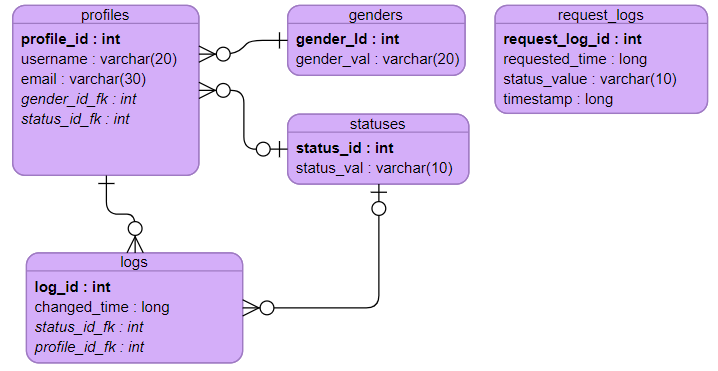 profiles
profile_id : int
username : varchar(20)
email : varchar(30)
gender_id_fk : int
status_id_fk : int
genders
gender_Id : int
gender_val : varchar(20)
request_logs
request_log_id : int
requested_time : long
status_value : varchar(10)
timestamp : long
statuses
status_id : int
status_val : varchar(10)
logs
log_id : int
changed_time : long
status_id_fk : int
profile_id_fk : int